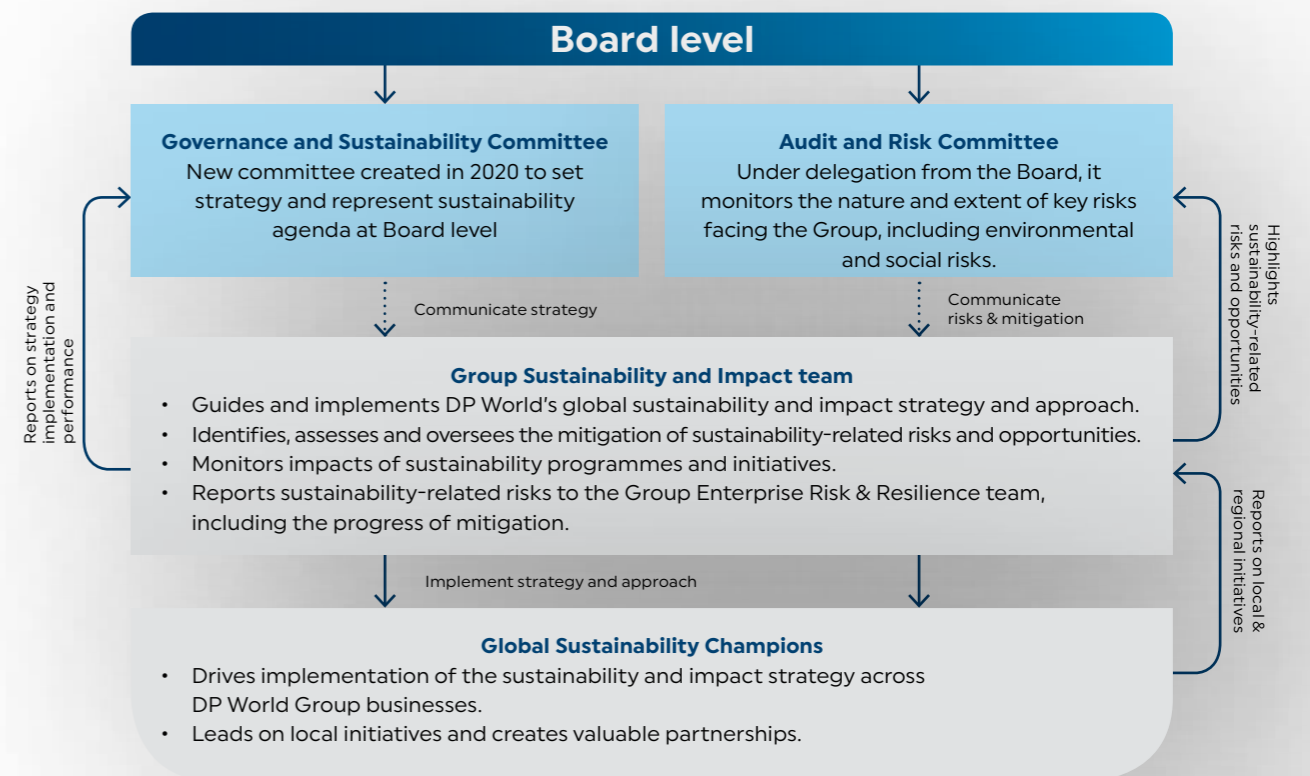 Board level
Governance and Sustainability Committee
New committee created in 2020 to set
strategy and represent sustainability
agenda at Board level
Audit and Risk Committee
Under delegation from the Board, it
monitors the nature and extent of key risks
facing the Group, including environmental
and social risks.
Communicate strategy
Communicate
risks & mitigation
Reports on strategy
implementation and
performance
Highlights
sustainability-related
risks and opportunities
Group Sustainability and Impact team
• Guides and implements DP World’s global sustainability and impact strategy and approach.
• Identifies, assesses and oversees the mitigation of sustainability-related risks and opportunities.
• Monitors impacts of sustainability programmes and initiatives.
• Reports sustainability-related risks to the Group Enterprise Risk & Resilience team,
including the progress of mitigation.
Implement strategy and approach
Reports on local &
regional initiatives
Global Sustainability Champions
• Drives implementation of the sustainability and impact strategy across
DP World Group businesses.
• Leads on local initiatives and creates valuable partnerships.